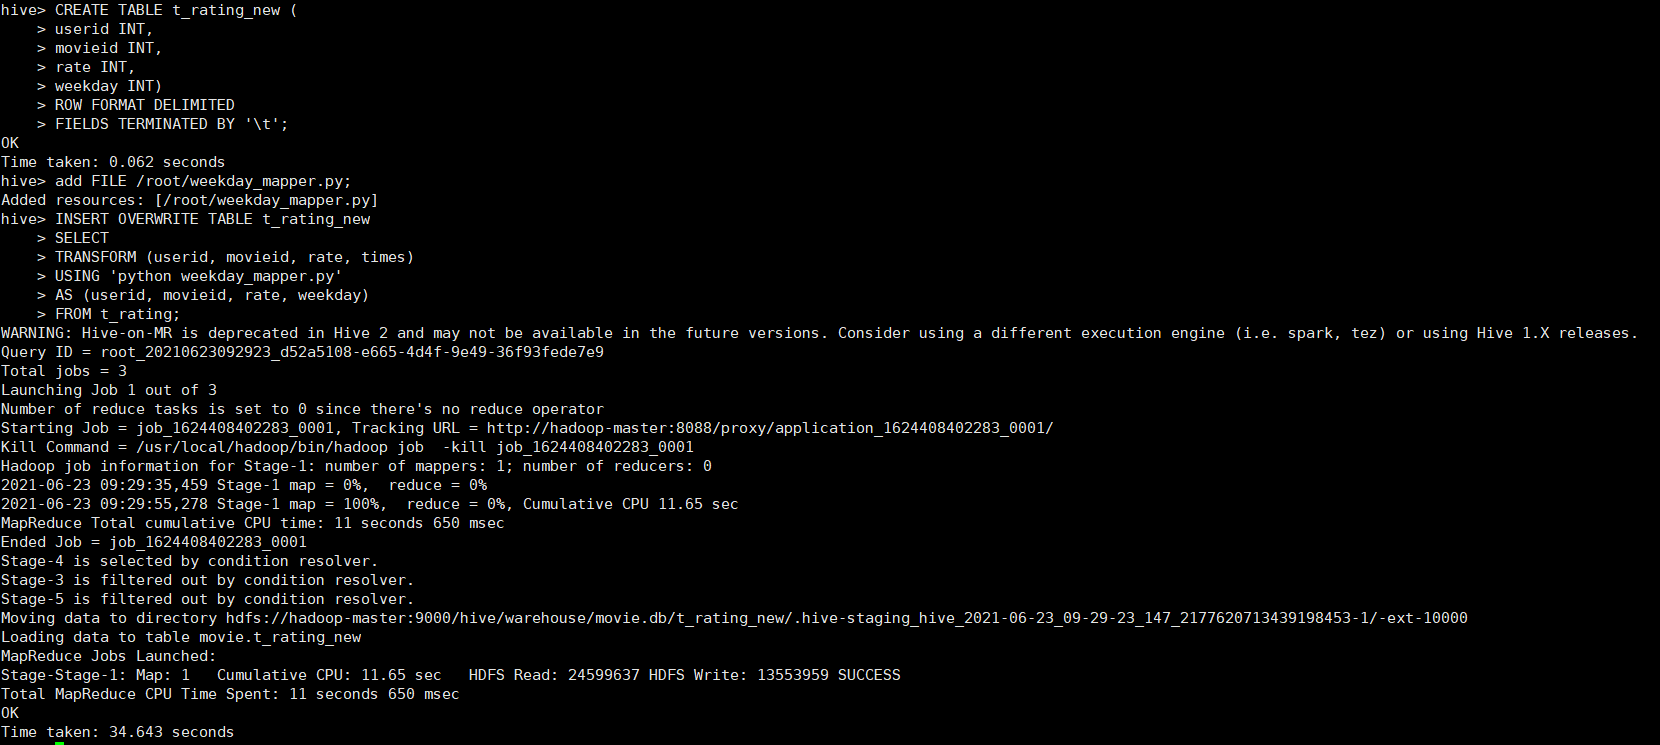 hive> CREATE TABLE t_rating_new (
    > userid INT,
    > movieid INT,
    > rate INT,
    > weekday INT)
    > ROW FORMAT DELIMITED
    > FIELDS TERMINATED BY '\t';
OK
Time taken: 0.062 seconds
hive> add FILE /root/weekday_mapper.py;
Added resources: [/root/weekday_mapper.py]
hive> INSERT OVERWRITE TABLE t_rating_new
    > SELECT
    > TRANSFORM (userid, movieid, rate, times)
    > USING 'python weekday_mapper.py'
    > AS (userid, movieid, rate, weekday)
    > FROM t_rating;
WARNING: Hive-on-MR is deprecated in Hive 2 and may not be available in the future versions. Consider using a different execution engine (i.e. spark, tez) or using Hive 1.X releases.
Query ID = root_20210623092923_d52a5108-e665-4d4f-9e49-36f93fede7e9
Total jobs = 3
Launching Job 1 out of 3
Number of reduce tasks is set to 0 since there's no reduce operator
Starting Job = job_1624408402283_0001, Tracking URL = http://hadoop-master:8088/proxy/application_1624408402283_0001/
Kill Command = /usr/local/hadoop/bin/hadoop job  -kill job_1624408402283_0001
Hadoop job information for Stage-1: number of mappers: 1; number of reducers: 0
2021-06-23 09:29:35,459 Stage-1 map = 0%,  reduce = 0%
2021-06-23 09:29:55,278 Stage-1 map = 100%,  reduce = 0%, Cumulative CPU 11.65 sec
MapReduce Total cumulative CPU time: 11 seconds 650 msec
Ended Job = job_1624408402283_0001
Stage-4 is selected by condition resolver.
Stage-3 is filtered out by condition resolver.
Stage-5 is filtered out by condition resolver.
Moving data to directory hdfs://hadoop-master:9000/hive/warehouse/movie.db/t_rating_new/.hive-staging_hive_2021-06-23_09-29-23_147_2177620713439198453-1/-ext-10000
Loading data to table movie.t_rating_new
MapReduce Jobs Launched:
Stage-Stage-1: Map: 1   Cumulative CPU: 11.65 sec   HDFS Read: 24599637 HDFS Write: 13553959 SUCCESS
Total MapReduce CPU Time Spent: 11 seconds 650 msec
OK
Time taken: 34.643 seconds